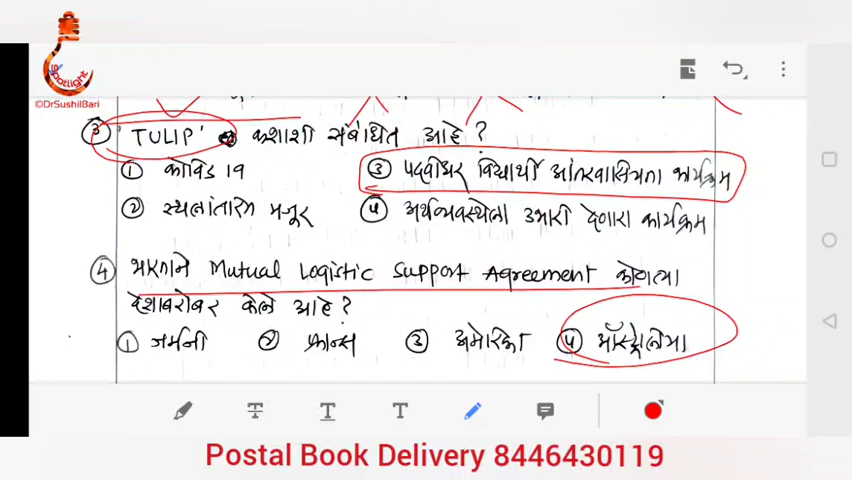 Spotlight
©DrSushilBari
③ 'TULIP' कशाशी संबंधित आहे?
① कोविड 19 ③ पदवीधर विद्यार्थी आंतरवासियता कार्यक्रम
② स्थलांतरित मजूर ④ अर्थव्यवस्थेला उभारी देणारा कार्यक्रम
④ भारताने Mutual Logistic Support Agreement कोणत्या
देशाबरोबर केले आहे?
① जर्मनी ② फ्रान्स ③ अमेरिका ④ ऑस्ट्रेलिया
T T T
Postal Book Delivery 8446430119